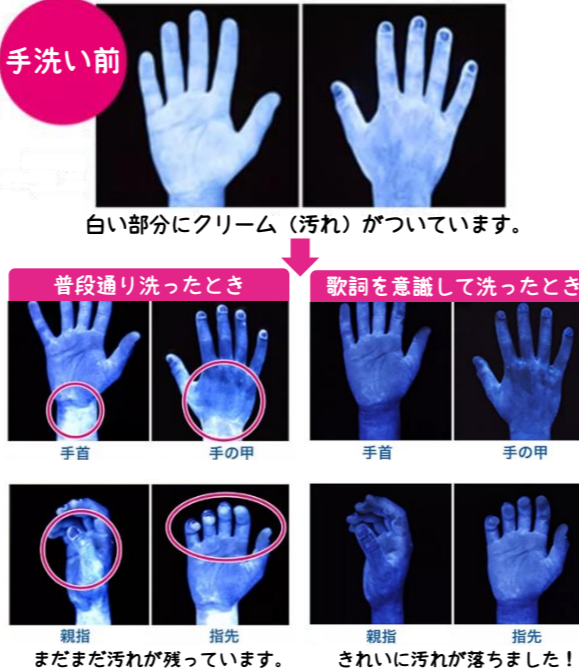 手洗い前
白い部分にクリーム（汚れ）がついています。
普段通り洗ったとき
歌詞を意識して洗ったとき
手首
手の甲
手首
手の甲
親指
指先
親指
指先
まだまだ汚れが残っています。
きれいに汚れが落ちました！